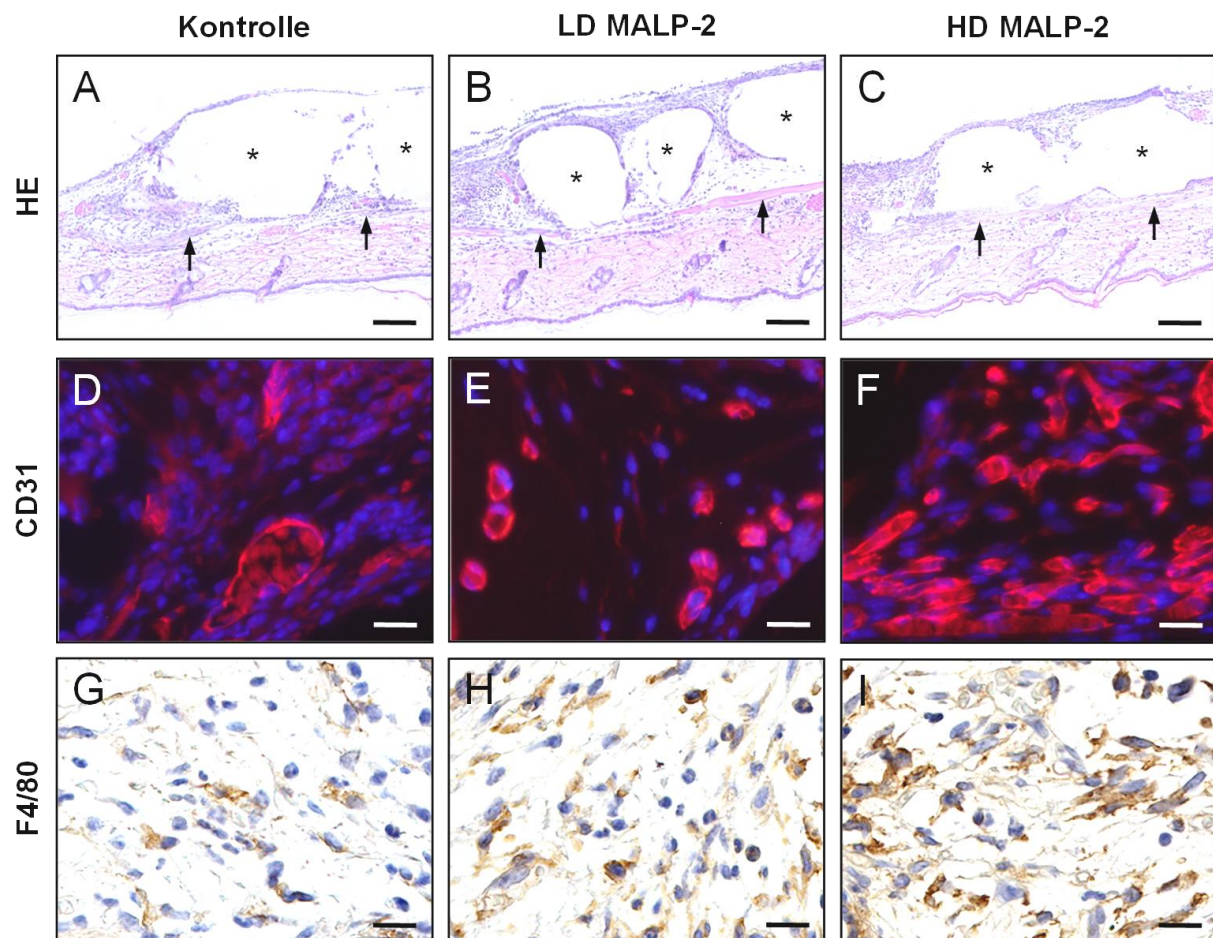 Kontrolle LD MALP-2 HD MALP-2
HE
A B C
* * * * * * *
CD31
D E F
F4/80
G H I